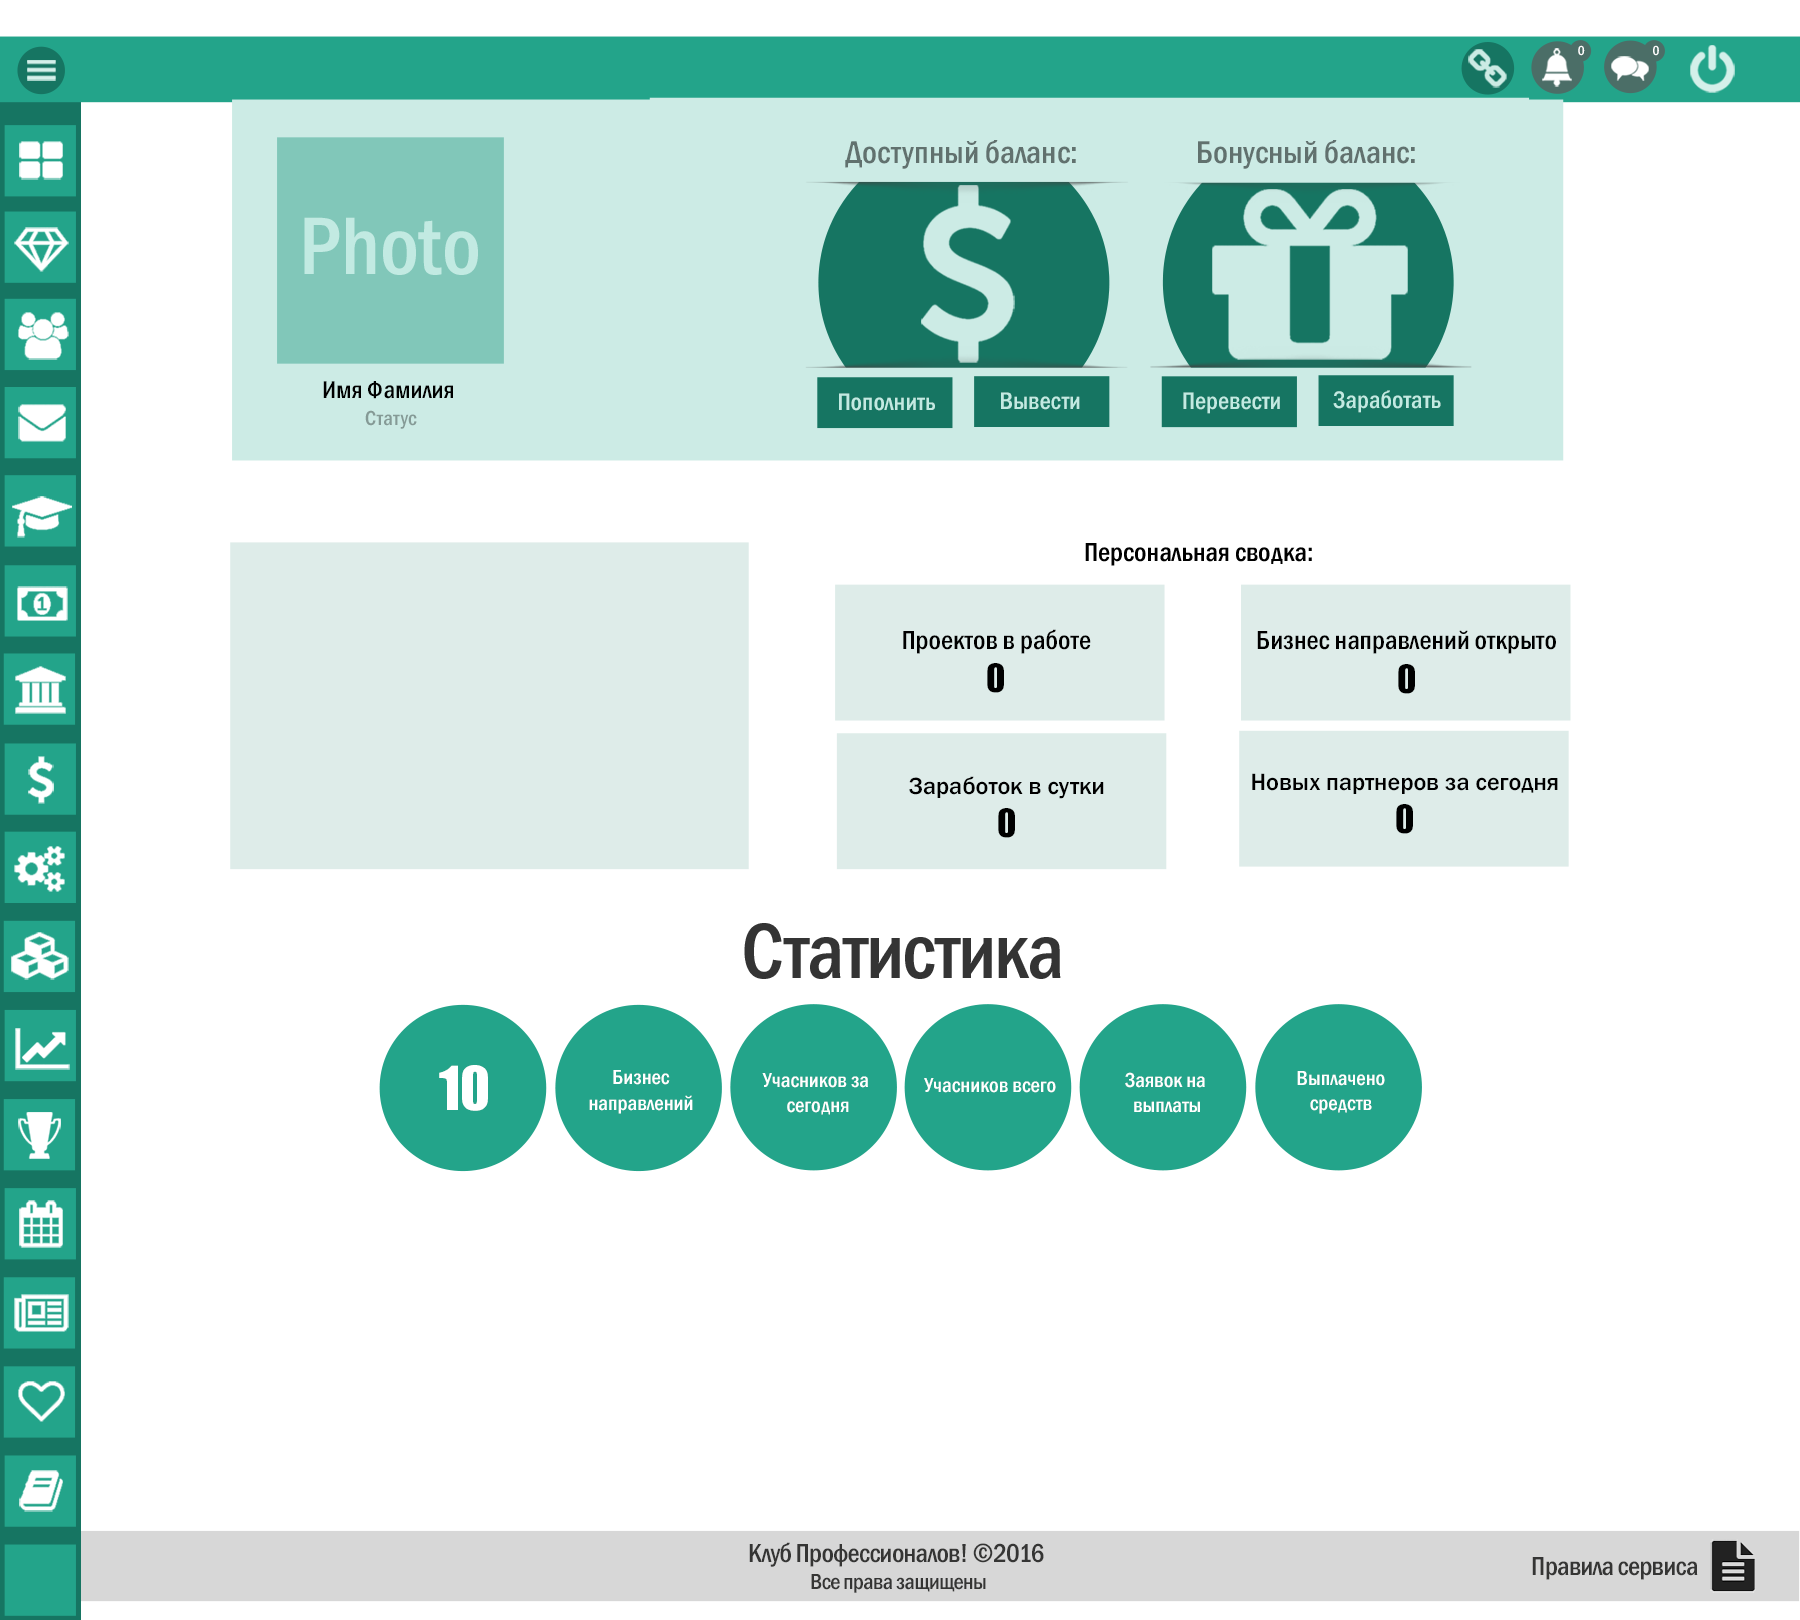 0
0
Доступный баланс:
Бонусный баланс:
Photo
Имя Фамилия
Статус
Пополнить
Вывести
Перевести
Заработать
Персональная сводка:
Проектов в работе
0
Бизнес направлений открыто
0
Заработок в сутки
0
Новых партнеров за сегодня
0
Статистика
10
Бизнес
направлений
Учасников за
сегодня
Учасников всего
Заявок на
выплаты
Выплачено
средств
Клуб Профессионалов! ©2016
Все права защищены
Правила сервиса